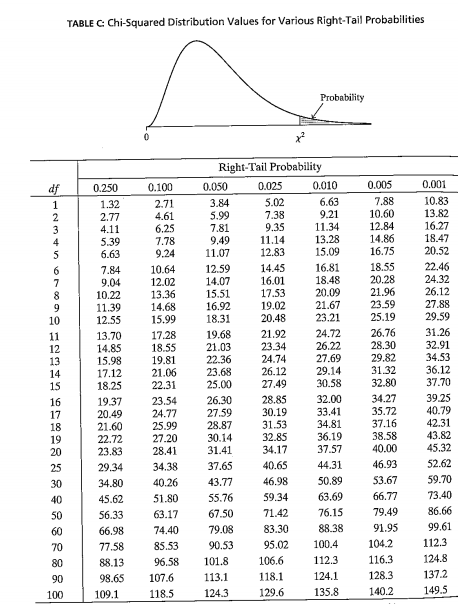 TABLE C: Chi-Squared Distribution Values for Various Right-Tail Probabilities
Probability
0
χ²
Right-Tail Probability
df 0.250 0.100 0.050 0.025 0.010 0.005 0.001
1 1.32 2.71 3.84 5.02 6.63 7.88 10.83
2 2.77 4.61 5.99 7.38 9.21 10.60 13.82
3 4.11 6.25 7.81 9.35 11.34 12.84 16.27
4 5.39 7.78 9.49 11.14 13.28 14.86 18.47
5 6.63 9.24 11.07 12.83 15.09 16.75 20.52
6 7.84 10.64 12.59 14.45 16.81 18.55 22.46
7 9.04 12.02 14.07 16.01 18.48 20.28 24.32
8 10.22 13.36 15.51 17.53 20.09 21.96 26.12
9 11.39 14.68 16.92 19.02 21.67 23.59 27.88
10 12.55 15.99 18.31 20.48 23.21 25.19 29.59
11 13.70 17.28 19.68 21.92 24.72 26.76 31.26
12 14.85 18.55 21.03 23.34 26.22 28.30 32.91
13 15.98 19.81 22.36 24.74 27.69 29.82 34.53
14 17.12 21.06 23.68 26.12 29.14 31.32 36.12
15 18.25 22.31 25.00 27.49 30.58 32.80 37.70
16 19.37 23.54 26.30 28.85 32.00 34.27 39.25
17 20.49 24.77 27.59 30.19 33.41 35.72 40.79
18 21.60 25.99 28.87 31.53 34.81 37.16 42.31
19 22.72 27.20 30.14 32.85 36.19 38.58 43.82
20 23.83 28.41 31.41 34.17 37.57 40.00 45.32
25 29.34 34.38 37.65 40.65 44.31 46.93 52.62
30 34.80 40.26 43.77 46.98 50.89 53.67 59.70
40 45.62 51.80 55.76 59.34 63.69 66.77 73.40
50 56.33 63.17 67.50 71.42 76.15 79.49 86.66
60 66.98 74.40 79.08 83.30 88.38 91.95 99.61
70 77.58 85.53 90.53 95.02 100.4 104.2 112.3
80 88.13 96.58 101.8 106.6 112.3 116.3 124.8
90 98.65 107.6 113.1 118.1 124.1 128.3 137.2
100 109.1 118.5 124.3 129.6 135.8 140.2 149.5